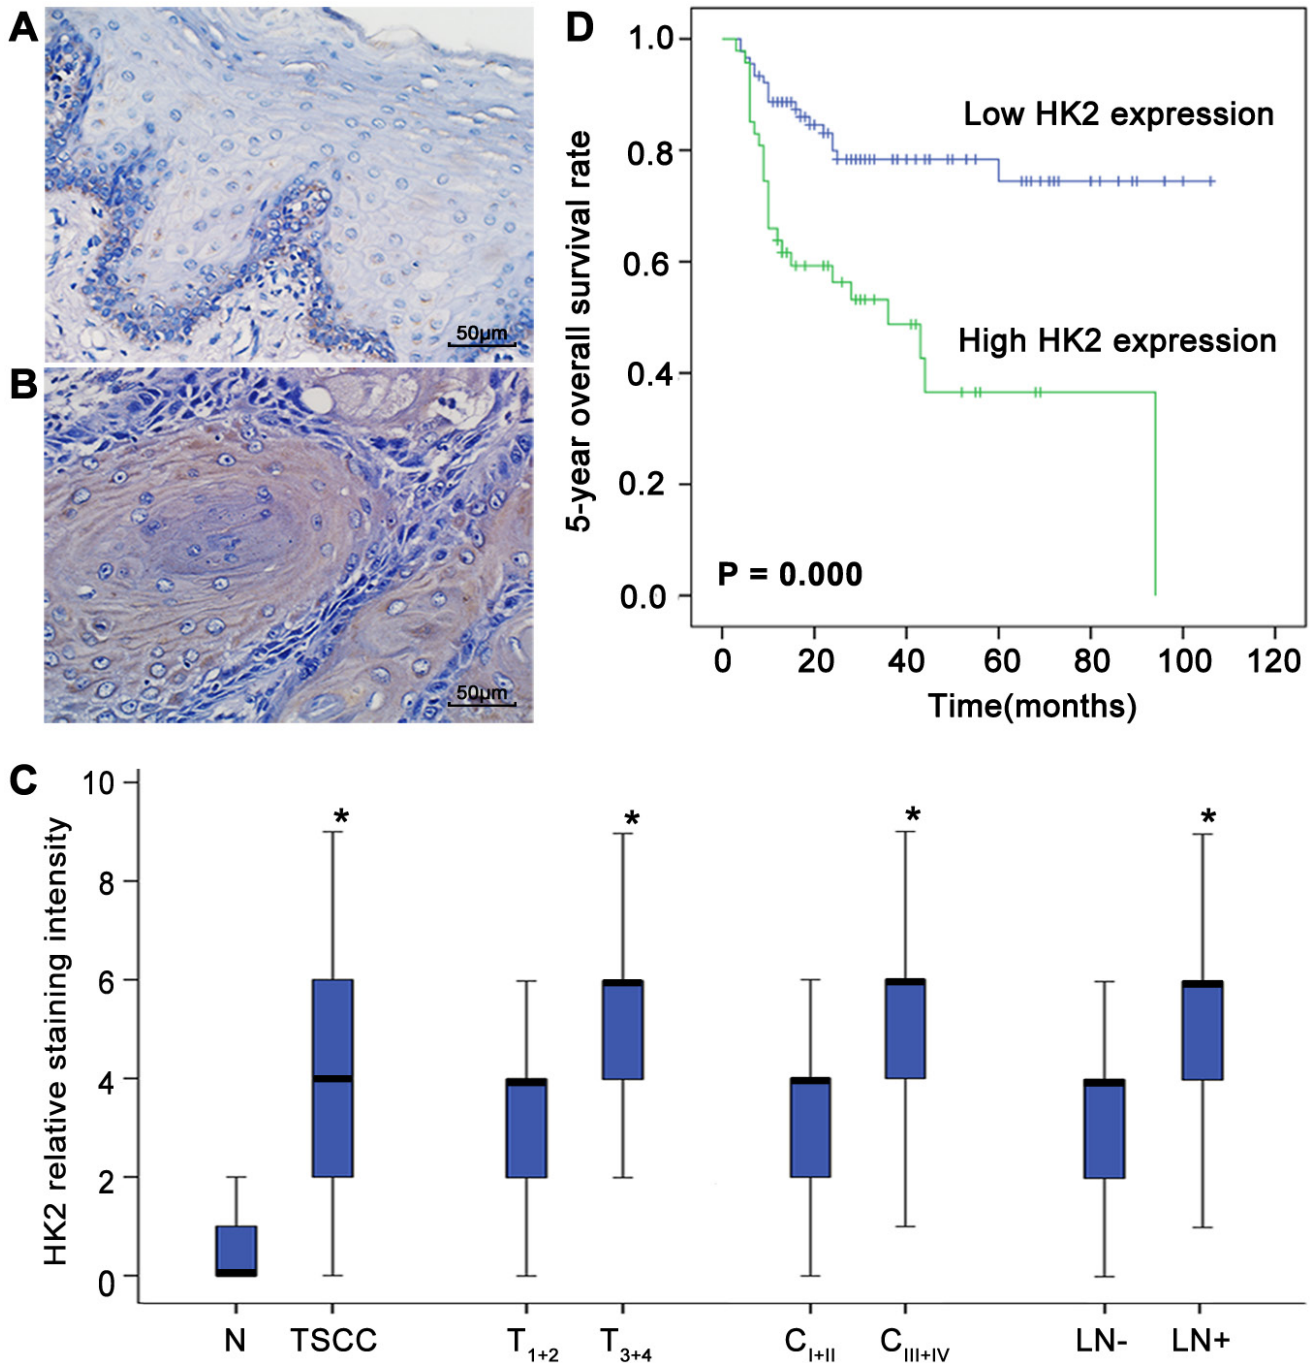 A
50μm
B
50μm
D
5-year overall survival rate
1.0
0.8
0.6
0.4
0.2
0.0
Low HK2 expression
High HK2 expression
P = 0.000
0 20 40 60 80 100 120
Time(months)
C
HK2 relative staining intensity
10
8
6
4
2
0
* * * *
N TSCC T1+2 T3+4 CI+II CIII+IV LN- LN+